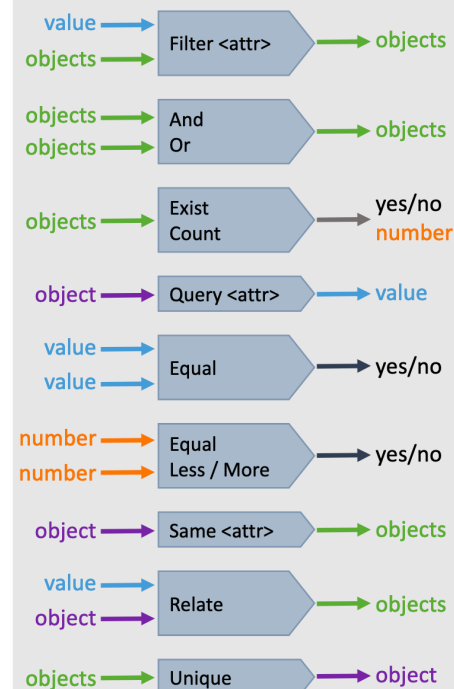 value
objects
Filter <attr>
objects
objects
objects
And
Or
objects
objects
Exist
Count
yes/no
number
object
Query <attr>
value
value
value
Equal
yes/no
number
number
Equal
Less / More
yes/no
object
Same <attr>
objects
value
object
Relate
objects
objects
Unique
object